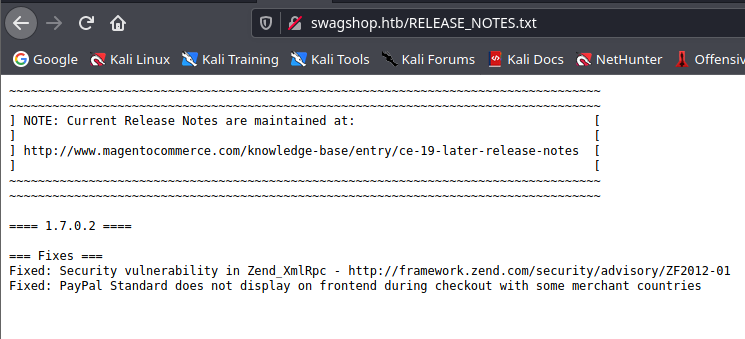 swagshop.htb/RELEASE_NOTES.txt
Google Kali Linux Kali Training Kali Tools Kali Forums Kali Docs NetHunter Offensiv
~~~~~~~~~~~~~~~~~~~~~~~~~~~~~~~~~~~~~~~~~~~~~~~~~~~~~~~~~~~~~~~~~~~~~~~~~~~~~~~~~~
~~~~~~~~~~~~~~~~~~~~~~~~~~~~~~~~~~~~~~~~~~~~~~~~~~~~~~~~~~~~~~~~~~~~~~~~~~~~~~~~~~
] NOTE: Current Release Notes are maintained at: [
] [
] http://www.magentocommerce.com/knowledge-base/entry/ce-19-later-release-notes [
] [
~~~~~~~~~~~~~~~~~~~~~~~~~~~~~~~~~~~~~~~~~~~~~~~~~~~~~~~~~~~~~~~~~~~~~~~~~~~~~~~~~~
~~~~~~~~~~~~~~~~~~~~~~~~~~~~~~~~~~~~~~~~~~~~~~~~~~~~~~~~~~~~~~~~~~~~~~~~~~~~~~~~~~
==== 1.7.0.2 ====
=== Fixes ===
Fixed: Security vulnerability in Zend_XmlRpc - http://framework.zend.com/security/advisory/ZF2012-01
Fixed: PayPal Standard does not display on frontend during checkout with some merchant countries